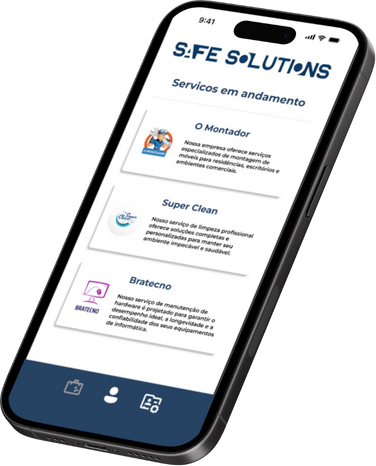 9:41
SAFE SOLUTIONS
Servicos em andamento
O Montador
Nossa empresa oferece serviços
especializados de montagem de
móveis para residências, escritórios e
ambientes comerciais.
Super Clean
Nosso serviço de limpeza profissional
oferece soluções completas e
personalizadas para manter seu
ambiente impecável e saudável.
Bratecno
BRATECNO
Nosso serviço de manutenção de
hardware é projetado para garantir o
desempenho ideal, a longevidade e a
confiabilidade dos seus equipamentos
de informática.